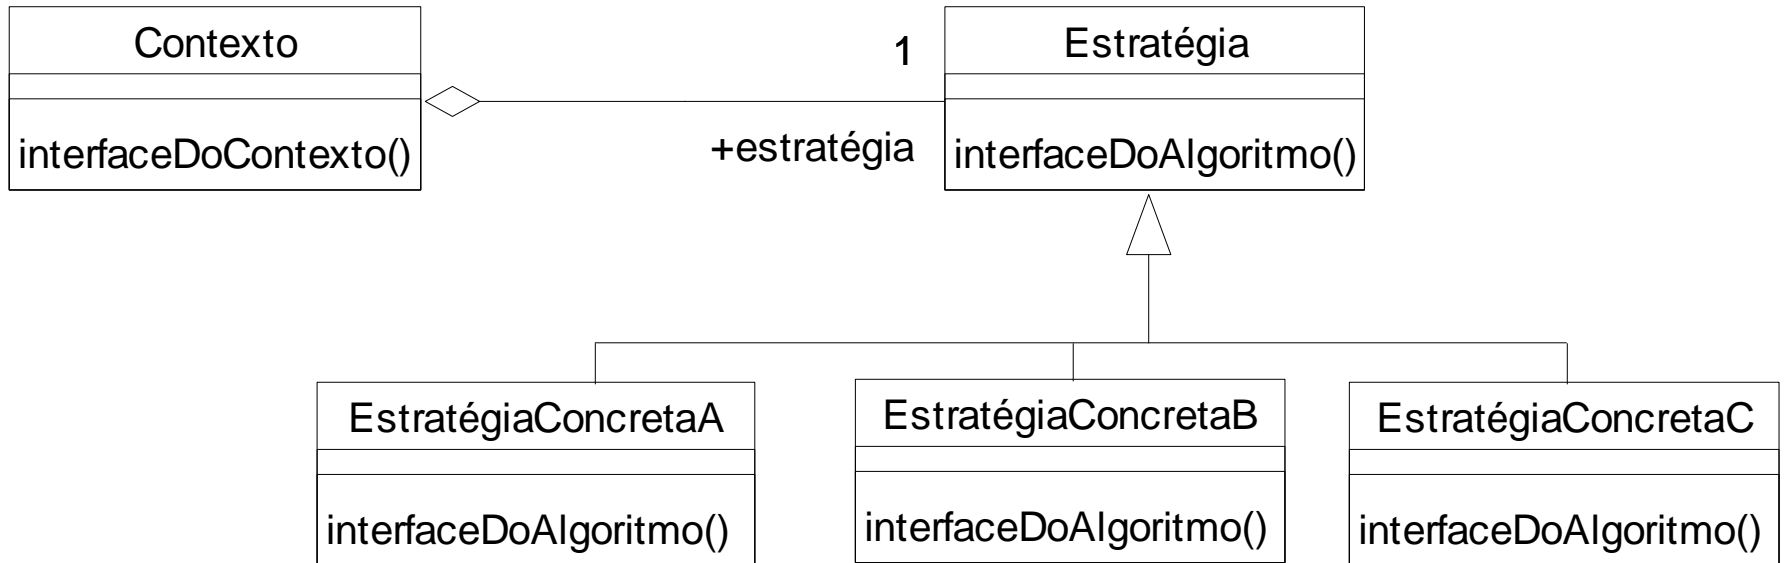 Contexto
1
Estratégia
interfaceDoContexto()
+estratégia
interfaceDoAlgoritmo()
EstratégiaConcretaA
EstratégiaConcretaB
EstratégiaConcretaC
interfaceDoAlgoritmo()
interfaceDoAlgoritmo()
interfaceDoAlgoritmo()